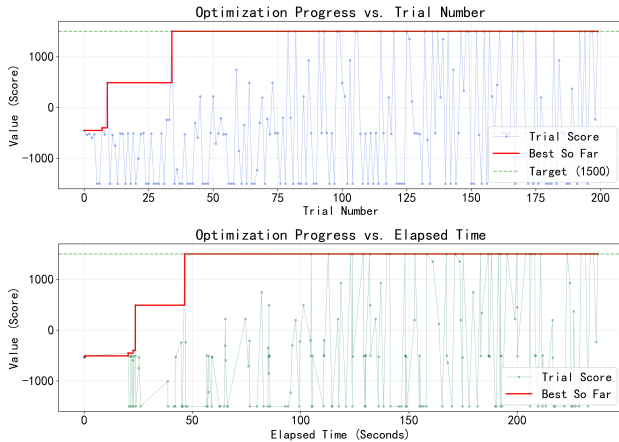 Optimization Progress vs. Trial Number
Value (Score)
1000
0
−1000
Trial Score
Best So Far
Target (1500)
0 25 50 75 100 125 150 175 200
Trial Number
Optimization Progress vs. Elapsed Time
Value (Score)
1000
0
−1000
Trial Score
Best So Far
0 50 100 150 200
Elapsed Time (Seconds)